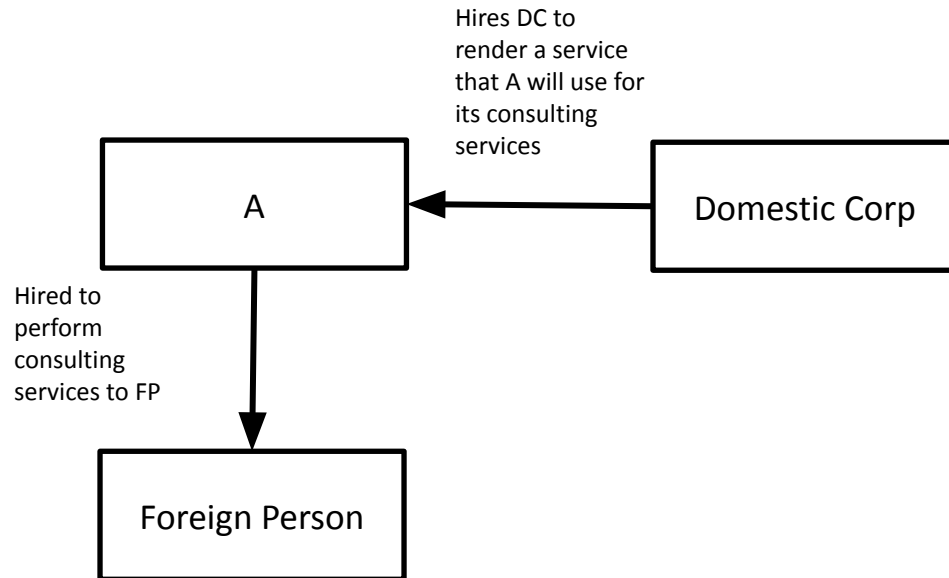 Hires DC to
render a service
that A will use for
its consulting
services
A
Domestic Corp
Hired to
perform
consulting
services to FP
Foreign Person